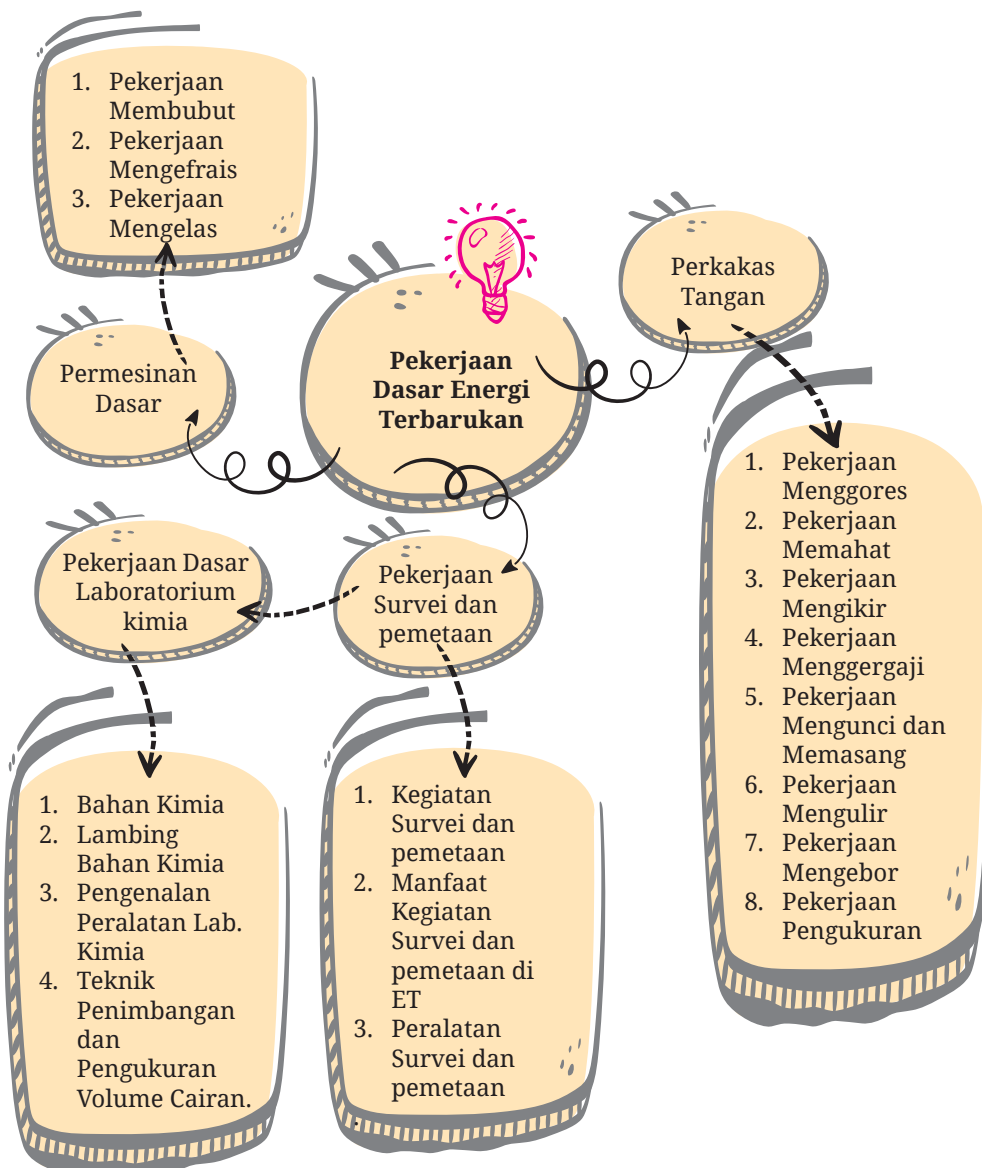 1. Pekerjaan
Membubut
2. Pekerjaan
Mengefrais
3. Pekerjaan
Mengelas
Permesinan
Dasar
Pekerjaan
Dasar Energi
Terbarukan
Perkakas
Tangan
1. Pekerjaan
Menggores
2. Pekerjaan
Memahat
3. Pekerjaan
Mengikir
4. Pekerjaan
Menggergaji
5. Pekerjaan
Mengunci dan
Memasang
6. Pekerjaan
Mengulir
7. Pekerjaan
Mengebor
8. Pekerjaan
Pengukuran
Pekerjaan Dasar
Laboratorium
kimia
Pekerjaan
Survei dan
pemetaan
1. Bahan Kimia
2. Lambing
Bahan Kimia
3. Pengenalan
Peralatan Lab.
Kimia
4. Teknik
Penimbangan
dan
Pengukuran
Volume Cairan.
1. Kegiatan
Survei dan
pemetaan
2. Manfaat
Kegiatan
Survei dan
pemetaan di
ET
3. Peralatan
Survei dan
pemetaan
.